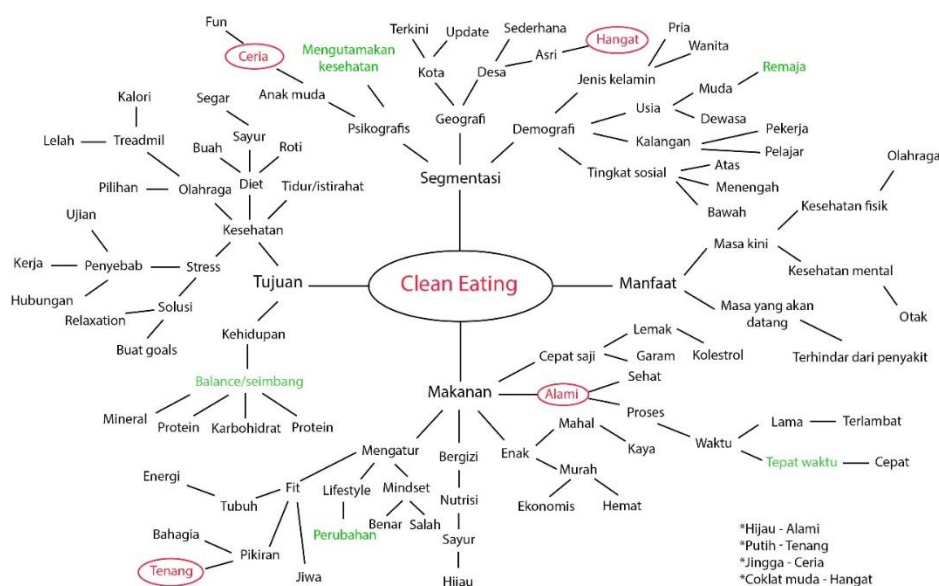 Fun
Ceria
Anak muda
Mengutamakan
kesehatan
Psikografis
Terkini
Update
Kota
Sederhana
Desa
Asri
Hangat
Geografi
Segmentasi
Pria
Wanita
Jenis kelamin
Demografi
Usia
Muda
Remaja
Dewasa
Kalangan
Pekerja
Pelajar
Tingkat sosial
Atas
Menengah
Bawah
Kalori
Lelah
Treadmil
Pilihan
Olahraga
Segar
Sayur
Buah
Roti
Diet
Tidur/istirahat
Kesehatan
Ujian
Kerja
Penyebab
Hubungan
Stress
Solusi
Relaxation
Buat goals
Tujuan
Kehidupan
Balance/seimbang
Mineral
Protein
Karbohidrat
Protein
Clean Eating
Manfaat
Masa kini
Kesehatan fisik
Olahraga
Kesehatan mental
Otak
Masa yang akan
datang
Terhindar dari penyakit
Makanan
Cepat saji
Lemak
Garam
Kolestrol
Alami
Sehat
Proses
Waktu
Lama
Terlambat
Tepat waktu
Cepat
Enak
Mahal
Kaya
Murah
Ekonomis
Hemat
Bergizi
Nutrisi
Sayur
Hijau
Mengatur
Lifestyle
Perubahan
Mindset
Benar
Salah
Fit
Tubuh
Energi
Pikiran
Bahagia
Tenang
Jiwa
*Hijau - Alami
*Putih - Tenang
*Jingga - Ceria
*Coklat muda - Hangat